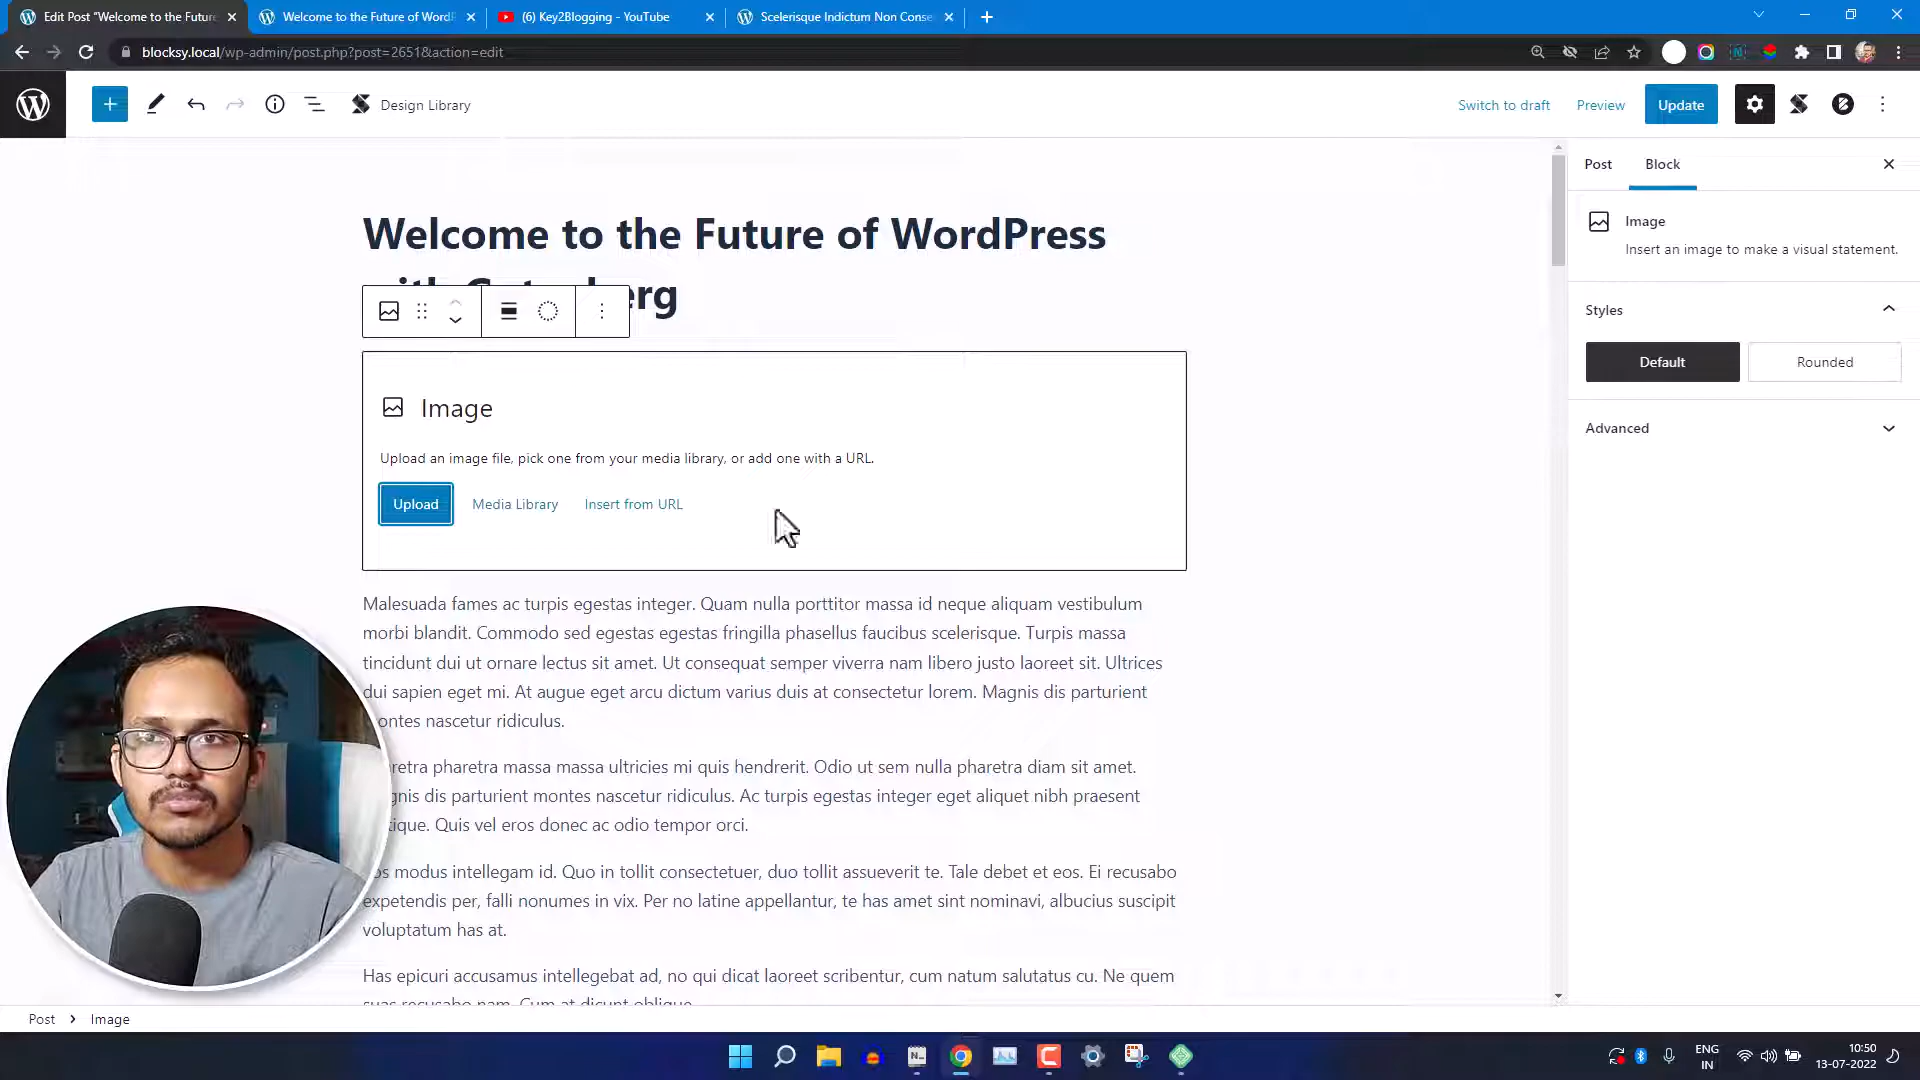 Edit Post "Welcome to the Future
Welcome to the Future of WordP
(6) Key2Blogging - YouTube
Scelerisque Indictum Non Conse
blocksy.local/wp-admin/post.php?post=2651&action=edit
Design Library
Switch to draft
Preview
Update
Post
Block
Image
Insert an image to make a visual statement.
Styles
Default
Rounded
Advanced
Welcome to the Future of WordPress
with Gutenberg
Image
Upload an image file, pick one from your media library, or add one with a URL.
Upload
Media Library
Insert from URL
Malesuada fames ac turpis egestas integer. Quam nulla porttitor massa id neque aliquam vestibulum
morbi blandit. Commodo sed egestas egestas fringilla phasellus faucibus scelerisque. Turpis massa
tincidunt dui ut ornare lectus sit amet. Ut consequat semper viverra nam libero justo laoreet sit. Ultrices
dui sapien eget mi. At augue eget arcu dictum varius duis at consectetur lorem. Magnis dis parturient
ontes nascetur ridiculus.
retra pharetra massa massa ultricies mi quis hendrerit. Odio ut sem nulla pharetra diam sit amet.
gnis dis parturient montes nascetur ridiculus. Ac turpis egestas integer eget aliquet nibh praesent
ique. Quis vel eros donec ac odio tempor orci.
os modus intellegam id. Quo in tollit consectetuer, duo tollit assueverit te. Tale debet et eos. Ei recusabo
expetendis per, falli nonumes in vix. Per no latine appellantur, te has amet sint nominavi, albucius suscipit
voluptatum has at.
Has epicuri accusamus intellegebat ad, no qui dicat laoreet scribentur, cum natum salutatus cu. Ne quem
suas recusabo nam. Cum at dicunt oblique.
Post > Image
ENG
IN
10:50
13-07-2022